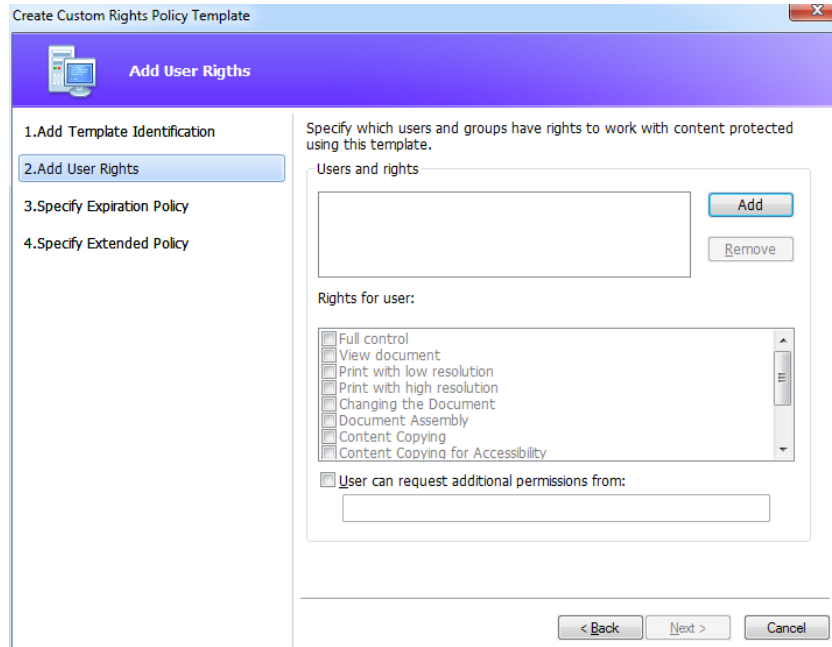 Create Custom Rights Policy Template
Add User Rigths
1.Add Template Identification
2.Add User Rights
3.Specify Expiration Policy
4.Specify Extended Policy
Specify which users and groups have rights to work with content protected
using this template.
Users and rights
Add
Remove
Rights for user:
Full control
View document
Print with low resolution
Print with high resolution
Changing the Document
Document Assembly
Content Copying
Content Copying for Accessibility
User can request additional permissions from:
< Back
Next >
Cancel